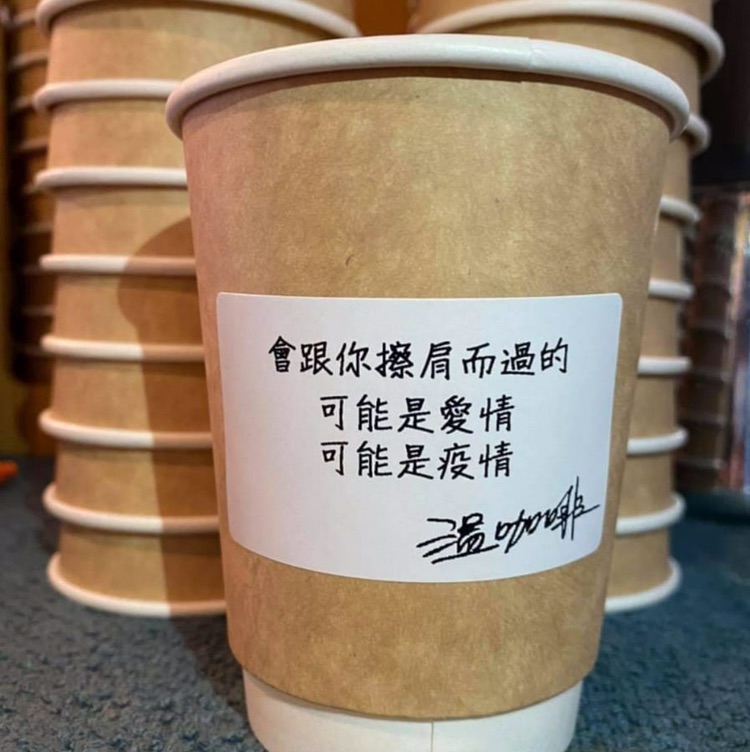 會跟你擦肩而過的
可能是愛情
可能是疫情
溫咖啡